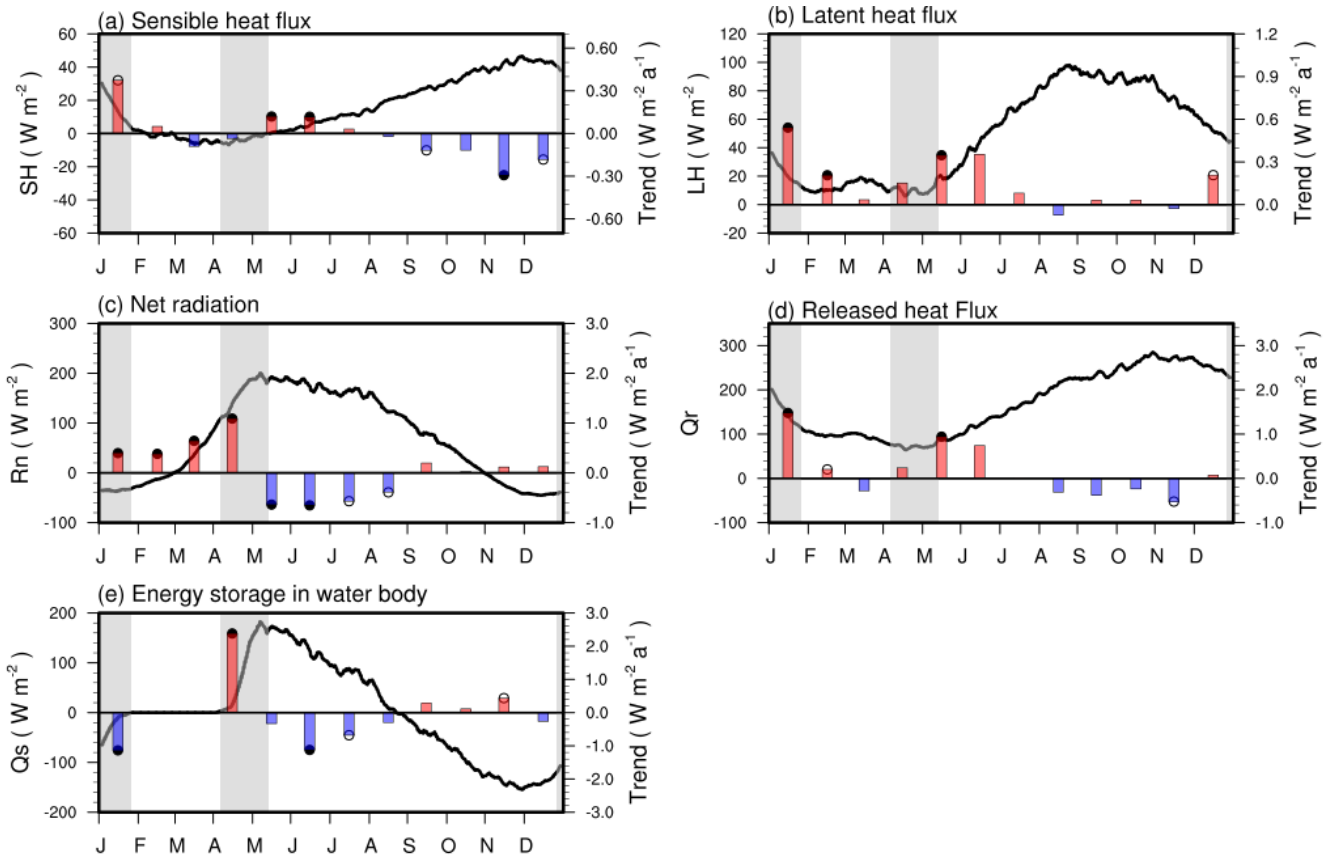 (a) Sensible heat flux
SH ( W m⁻² )
60
40
20
0
-20
-40
-60
0.60
0.30
0.00
-0.30
-0.60
Trend ( W m⁻² a⁻¹ )
J F M A M J J A S O N D
(b) Latent heat flux
LH ( W m⁻² )
120
100
80
60
40
20
0
-20
1.2
0.9
0.6
0.3
0.0
Trend ( W m⁻² a⁻¹ )
J F M A M J J A S O N D
(c) Net radiation
Rn ( W m⁻² )
300
200
100
0
-100
3.0
2.0
1.0
0.0
-1.0
Trend ( W m⁻² a⁻¹ )
J F M A M J J A S O N D
(d) Released heat Flux
Qr
300
200
100
0
-100
3.0
2.0
1.0
0.0
-1.0
Trend ( W m⁻² a⁻¹ )
J F M A M J J A S O N D
(e) Energy storage in water body
Qs ( W m⁻² )
200
100
0
-100
-200
3.0
2.0
1.0
0.0
-1.0
-2.0
-3.0
Trend ( W m⁻² a⁻¹ )
J F M A M J J A S O N D